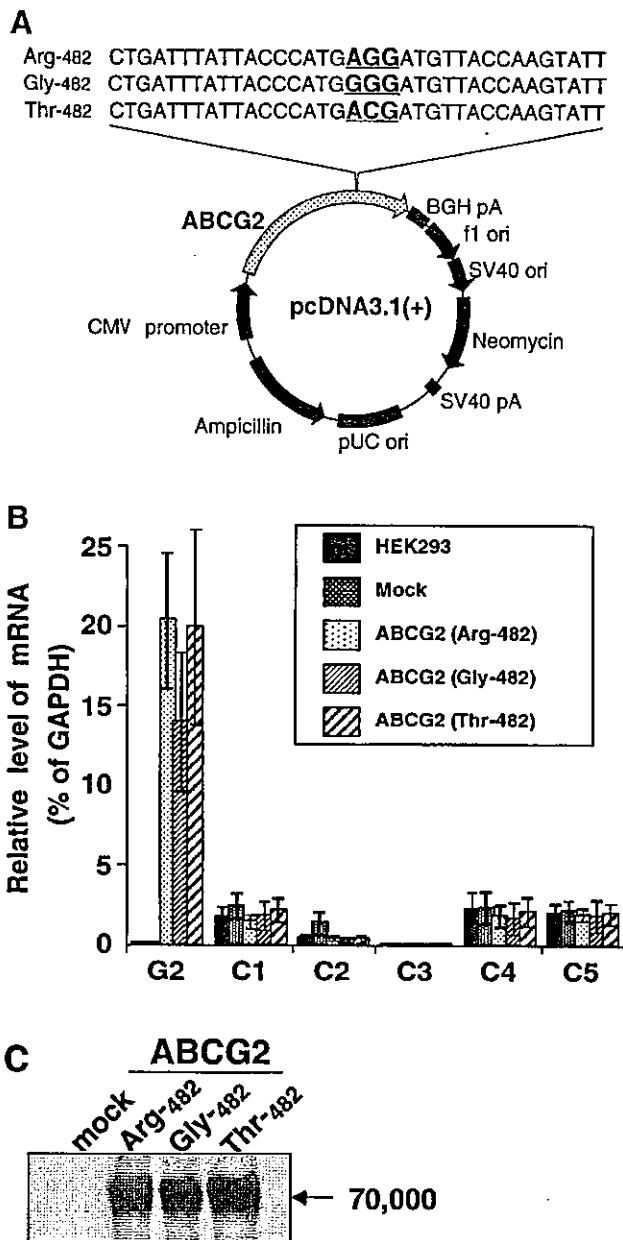 A
Arg-482 CTGATTTATTACCCATGAGGATGTTACCAAGTATT
Gly-482 CTGATTTATTACCCATGGGGATGTTACCAAGTATT
Thr-482 CTGATTTATTACCCATGACGATGTTACCAAGTATT
ABCG2
BGH pA
f1 ori
SV40 ori
pcDNA3.1(+)
CMV promoter
Neomycin
SV40 pA
Ampicillin
pUC ori
B
Relative level of mRNA
(% of GAPDH)
25
20
15
10
5
0
HEK293
Mock
ABCG2 (Arg-482)
ABCG2 (Gly-482)
ABCG2 (Thr-482)
G2 C1 C2 C3 C4 C5
C
ABCG2
mock Arg-482 Gly-482 Thr-482
70,000